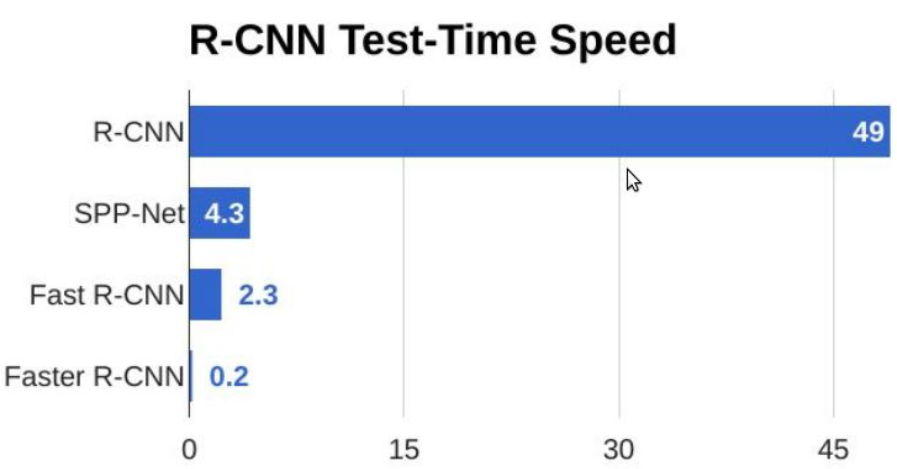 R-CNN Test-Time Speed
R-CNN 49
SPP-Net 4.3
Fast R-CNN 2.3
Faster R-CNN 0.2
0 15 30 45